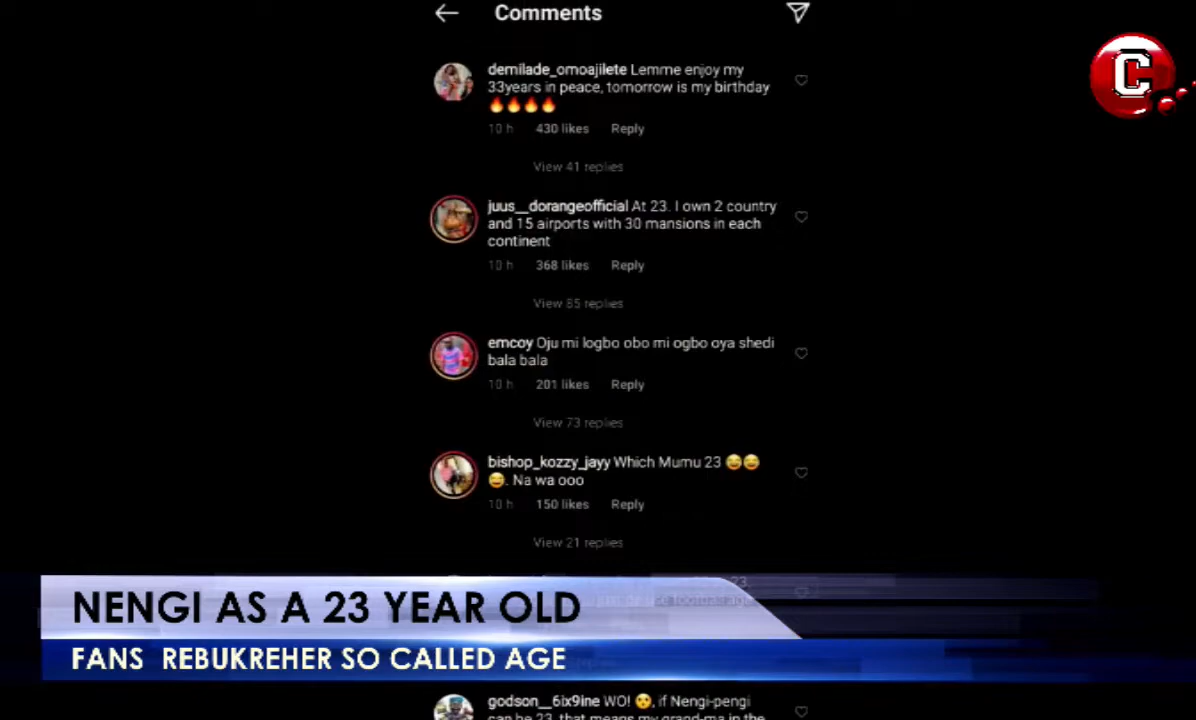 Comments
C
demilade_omoajilete Lemme enjoy my
33years in peace, tomorrow is my birthday
🔥🔥🔥🔥
10 h 430 likes Reply
View 41 replies
juus__dorangeofficial At 23. I own 2 country
and 15 airports with 30 mansions in each
continent
10 h 368 likes Reply
View 85 replies
emcoy Oju mi logbo obo mi ogbo oya shedi
bala bala
10 h 201 likes Reply
View 73 replies
bishop_kozzy_jayy Which Mumu 23 😂😂
😂. Na wa ooo
10 h 150 likes Reply
View 21 replies
23.
NENGI AS A 23 YEAR OLD
FANS REBUKREHER SO CALLED AGE
godson__6ix9ine WO! 🤨, if Nengi-pengi
can be 23, that means my grand-ma in the